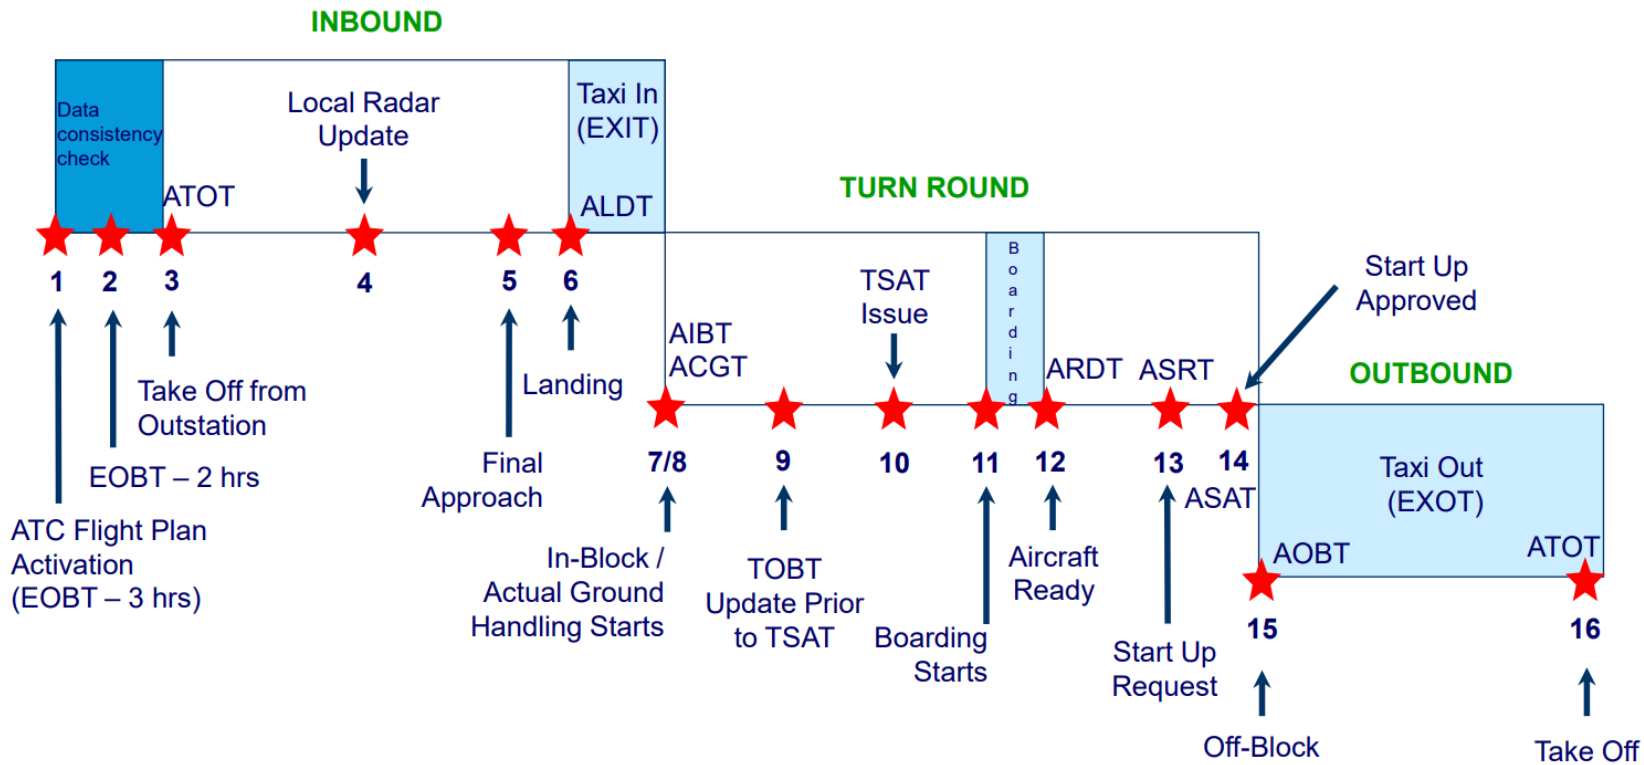 INBOUND
Data
consistency
check
ATOT
Local Radar
Update
Taxi In
(EXIT)
ALDT
1
2
3
4
5
6
Take Off from
Outstation
EOBT – 2 hrs
ATC Flight Plan
Activation
(EOBT – 3 hrs)
Final
Approach
Landing
TURN ROUND
AIBT
ACGT
TSAT
Issue
Boarding
ARDT
ASRT
Start Up
Approved
7/8
9
10
11
12
13
14
ASAT
In-Block /
Actual Ground
Handling Starts
TOBT
Update Prior
to TSAT
Boarding
Starts
Aircraft
Ready
Start Up
Request
OUTBOUND
Taxi Out
(EXOT)
AOBT
ATOT
15
16
Off-Block
Take Off